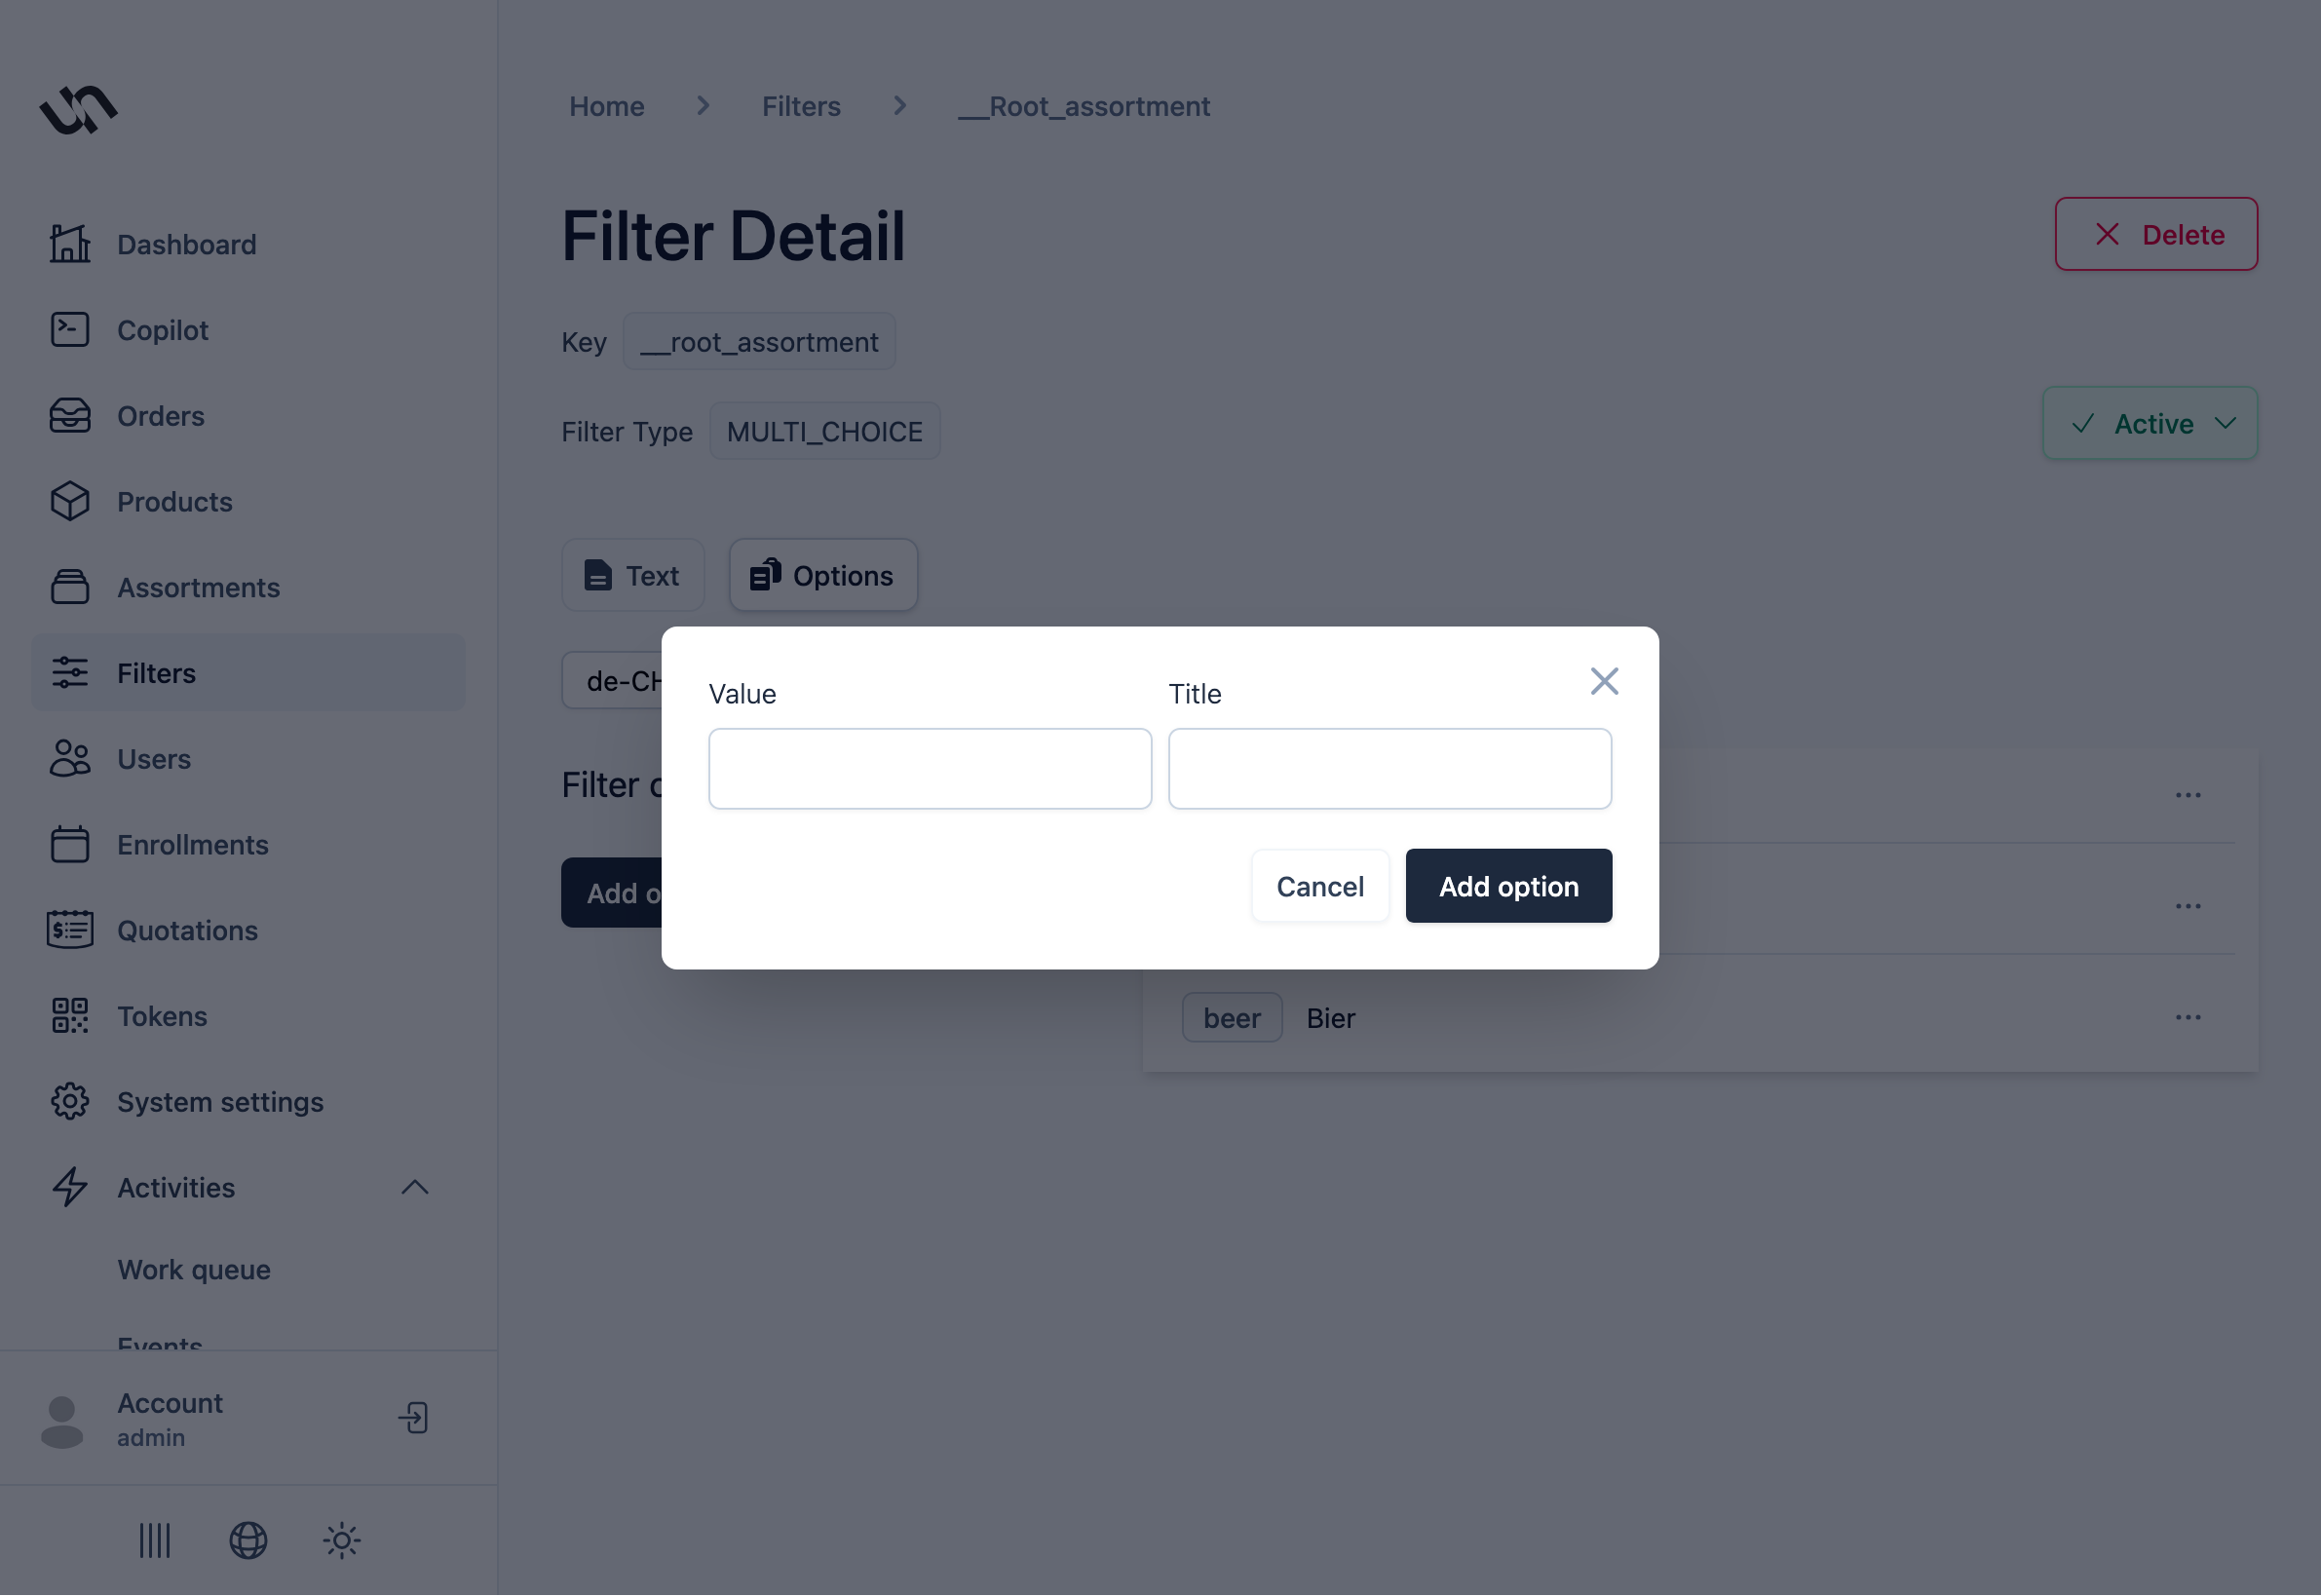 Home
Filters
__Root_assortment
Filter Detail
Delete
Key
__root_assortment
Filter Type
MULTI_CHOICE
Active
Text
Options
de-CH
Filter
Add
Value
Title
Cancel
Add option
beer
Bier
Dashboard
Copilot
Orders
Products
Assortments
Filters
Users
Enrollments
Quotations
Tokens
System settings
Activities
Work queue
Events
Account
admin